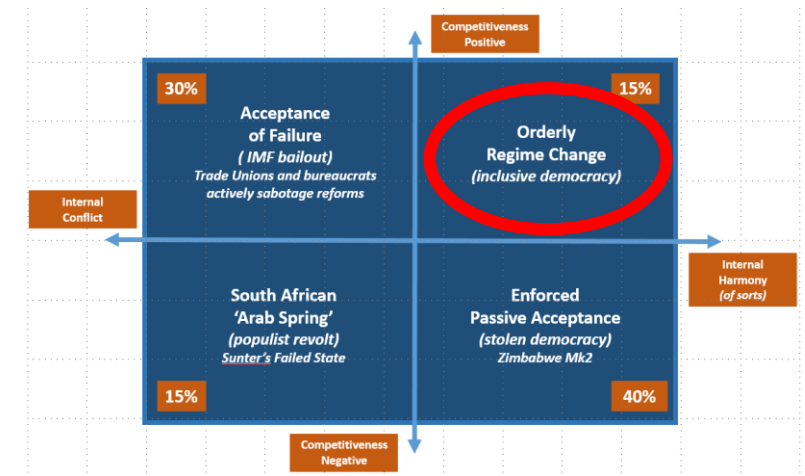 Competitiveness
Positive
30%
15%
Acceptance
of Failure
( IMF bailout)
Trade Unions and bureaucrats
actively sabotage reforms
Orderly
Regime Change
(inclusive democracy)
Internal
Conflict
Internal
Harmony
(of sorts)
South African
‘Arab Spring’
(populist revolt)
Sunter’s Failed State
Enforced
Passive Acceptance
(stolen democracy)
Zimbabwe Mk2
15%
40%
Competitiveness
Negative